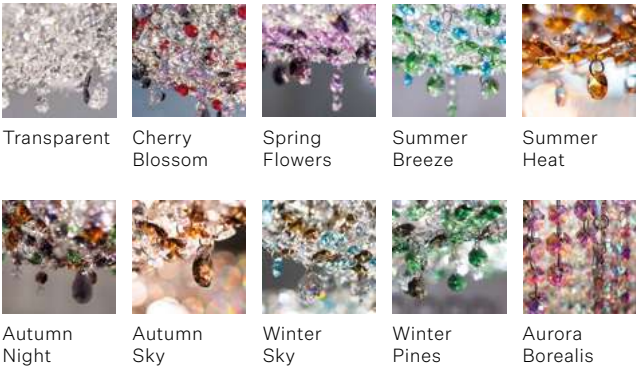 Transparent
Cherry
Blossom
Spring
Flowers
Summer
Breeze
Summer
Heat
Autumn
Night
Autumn
Sky
Winter
Sky
Winter
Pines
Aurora
Borealis